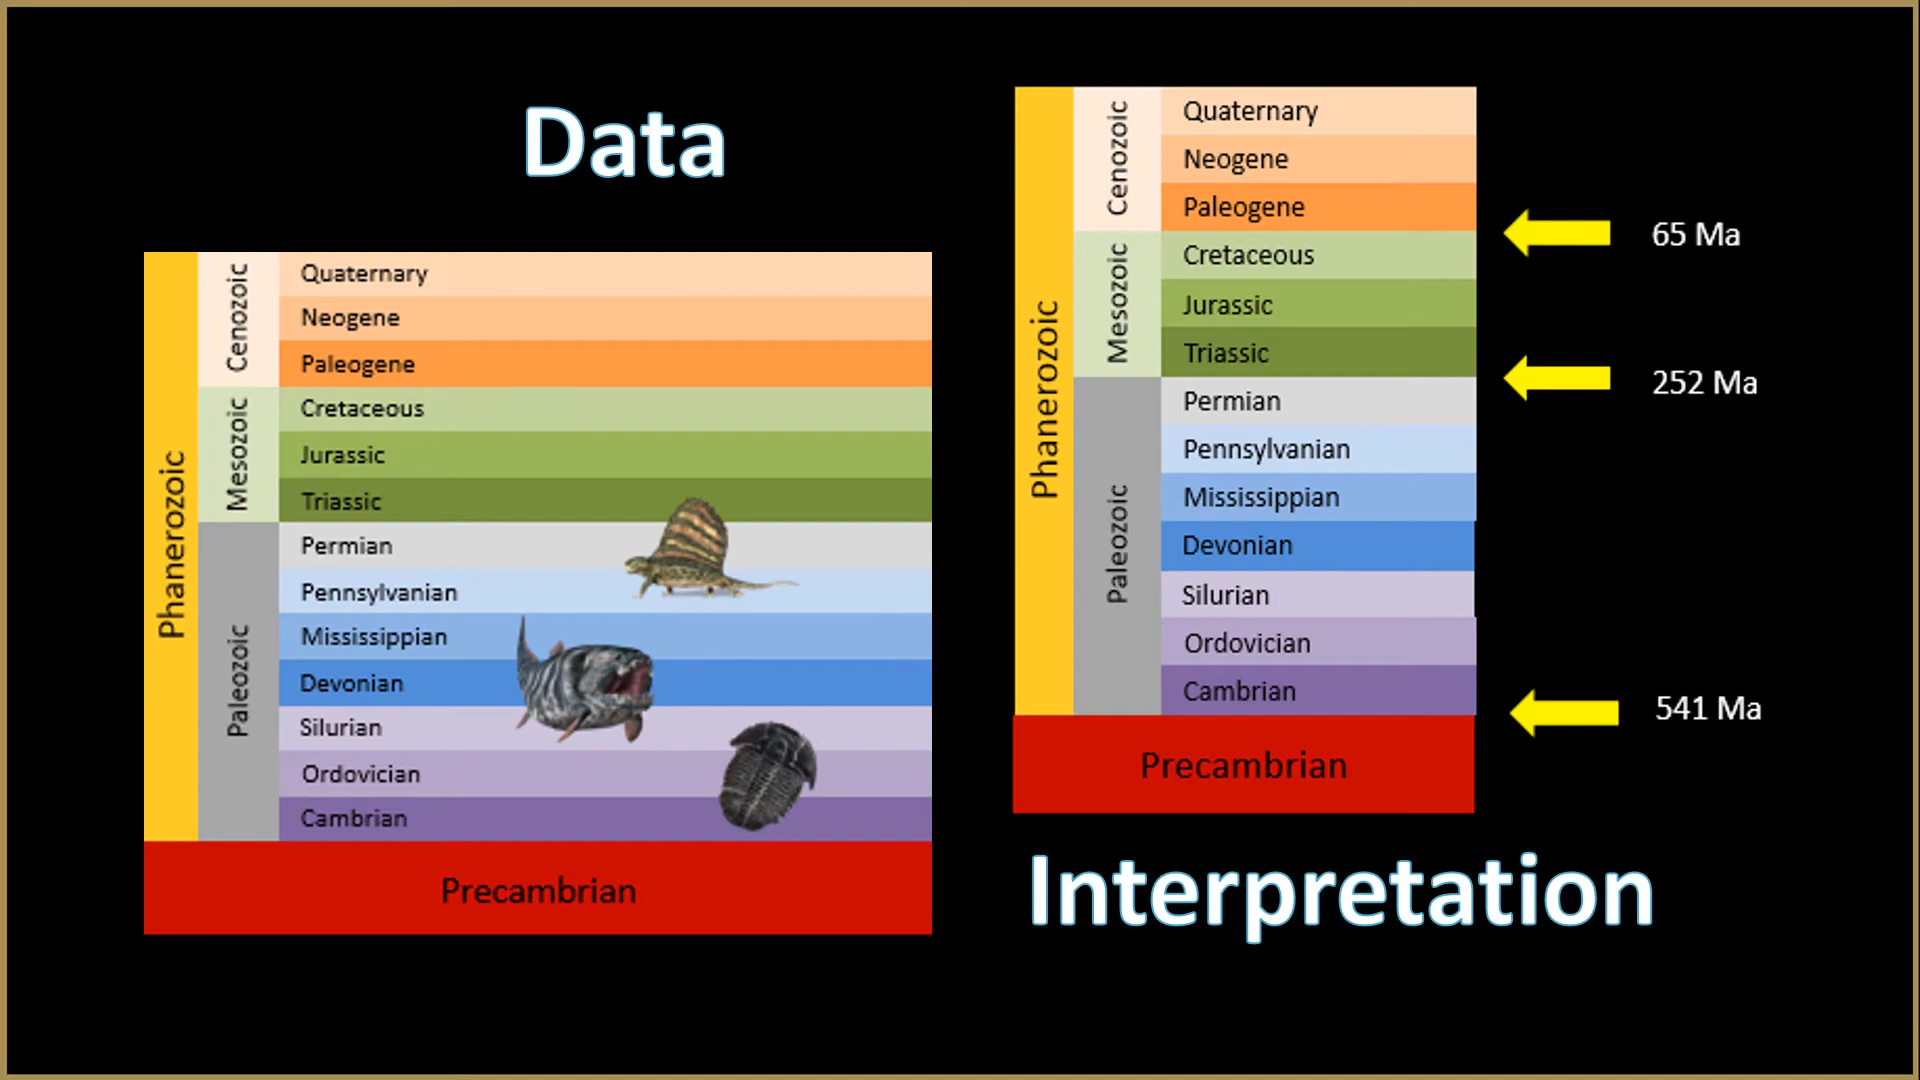 Data
Phanerozoic
Cenozoic
Quaternary
Neogene
Paleogene
Mesozoic
Cretaceous
Jurassic
Triassic
Paleozoic
Permian
Pennsylvanian
Mississippian
Devonian
Silurian
Ordovician
Cambrian
Precambrian
Phanerozoic
Cenozoic
Quaternary
Neogene
Paleogene
65 Ma
Mesozoic
Cretaceous
Jurassic
Triassic
252 Ma
Paleozoic
Permian
Pennsylvanian
Mississippian
Devonian
Silurian
Ordovician
Cambrian
541 Ma
Precambrian
Interpretation